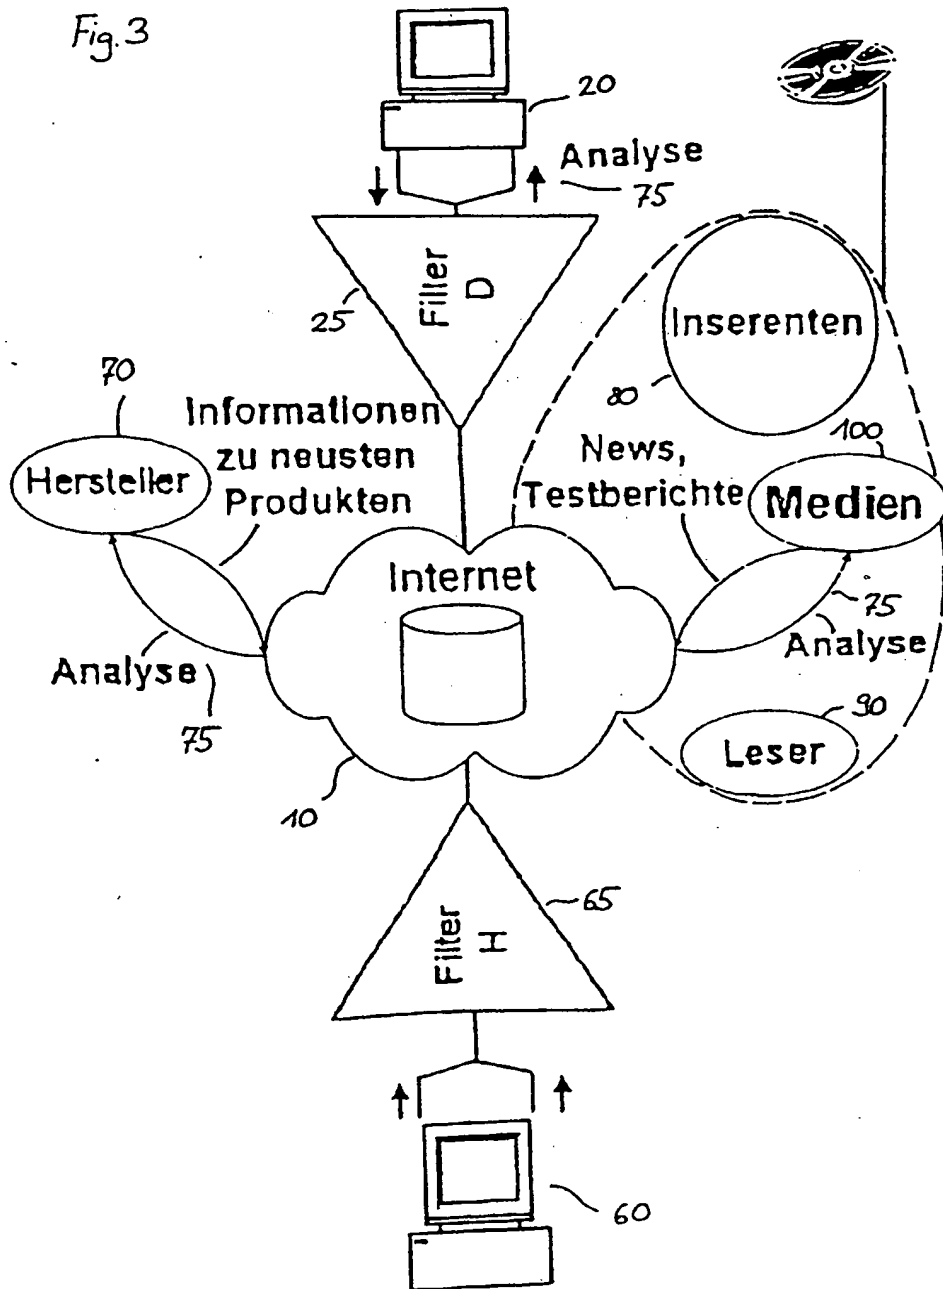 Fig. 3
20
Analyse
75
Filter
D
25
Inserenten
80
70
Hersteller
Informationen
zu neusten
Produkten
News,
Testberichte
100
Medien
Internet
75
Analyse
Analyse
75
90
Leser
10
Filter
H
65
60